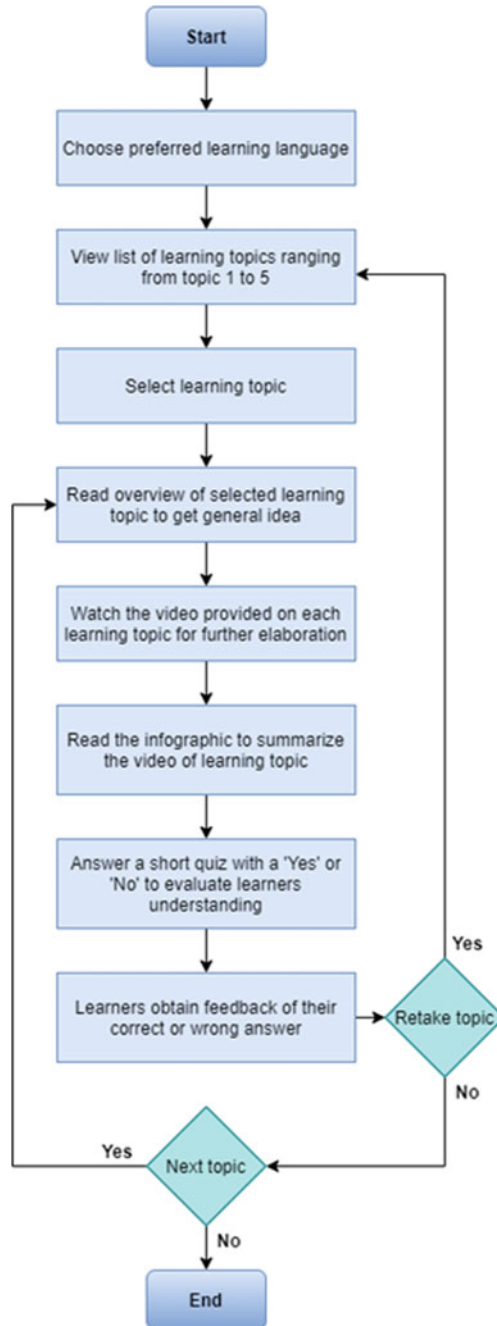 Start
Choose preferred learning language
View list of learning topics ranging
from topic 1 to 5
Select learning topic
Read overview of selected learning
topic to get general idea
Watch the video provided on each
learning topic for further elaboration
Read the infographic to summarize
the video of learning topic
Answer a short quiz with a 'Yes' or
'No' to evaluate learners
understanding
Yes
Learners obtain feedback of their
correct or wrong answer
Retake topic
No
Yes
Next topic
No
End